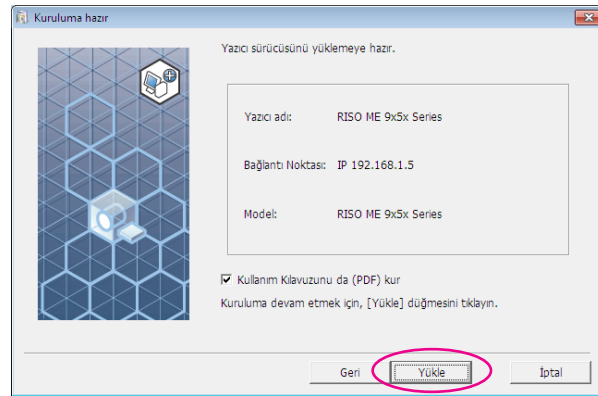 Kuruluma hazır
Yazıcı sürücüsünü yüklemeye hazır.
Yazıcı adı: RISO ME 9x5x Series
Bağlantı Noktası: IP 192.168.1.5
Model: RISO ME 9x5x Series
Kullanım Kılavuzunu da (PDF) kur
Kuruluma devam etmek için, [Yükle] düğmesini tıklayın.
Geri Yükle İptal